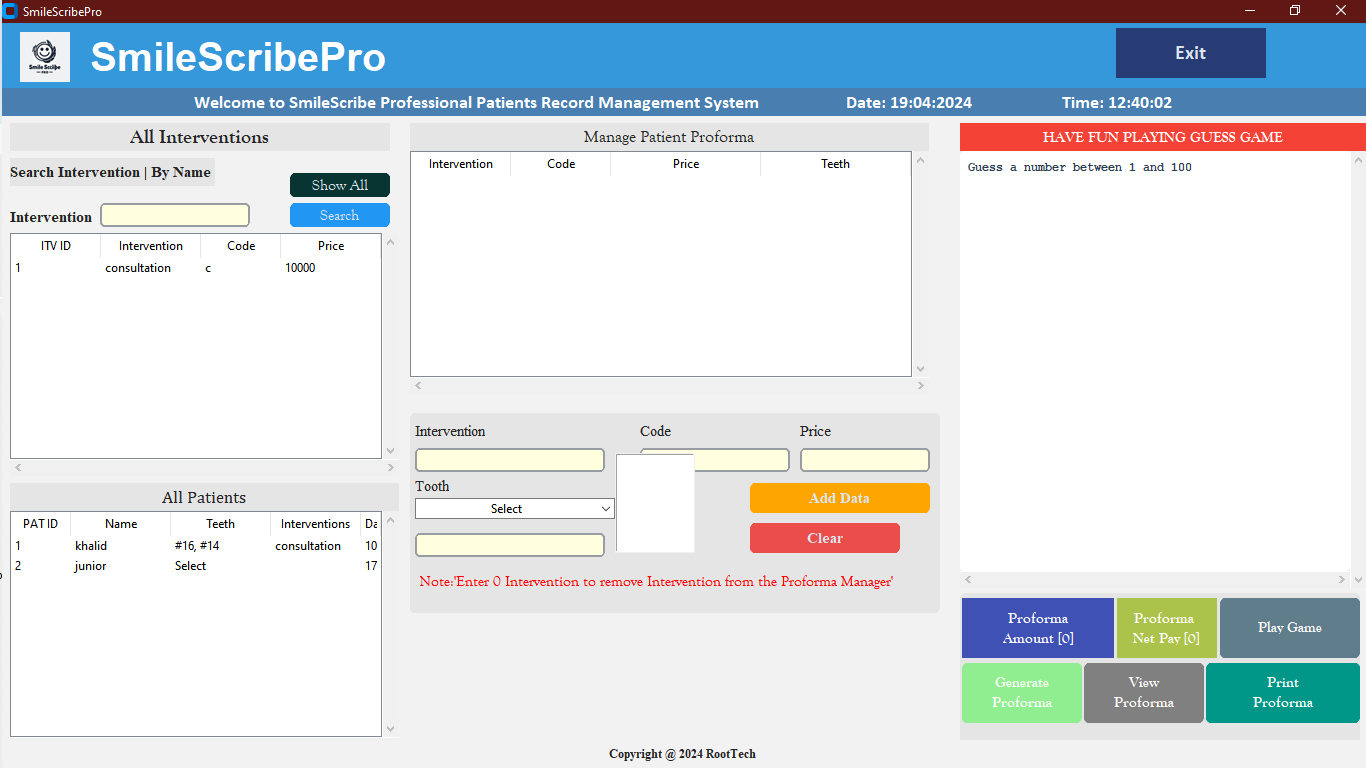 SmileScribePro
Smile Scribe
PRO
SmileScribePro
Exit
Welcome to SmileScribe Professional Patients Record Management System
Date: 19:04:2024
Time: 12:40:02
All Interventions
Search Intervention | By Name
Show All
Intervention
Search
ITV ID Intervention Code Price
1 consultation c 10000
All Patients
PAT ID Name Teeth Interventions Da
1 khalid #16, #14 consultation 10
2 junior Select 17
Manage Patient Proforma
Intervention Code Price Teeth
Intervention Code Price
Tooth
Select
Add Data
Clear
Note:'Enter 0 Intervention to remove Intervention from the Proforma Manager'
HAVE FUN PLAYING GUESS GAME
Guess a number between 1 and 100
Proforma
Amount [0]
Proforma
Net Pay [0]
Play Game
Generate
Proforma
View
Proforma
Print
Proforma
Copyright @ 2024 RootTech